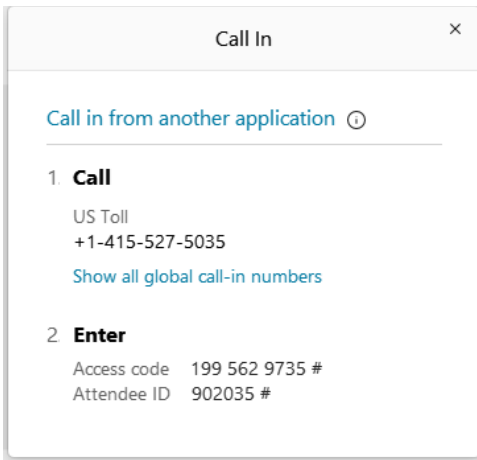 Call In
Call in from another application
1. Call
US Toll
+1-415-527-5035
Show all global call-in numbers
2. Enter
Access code 199 562 9735 #
Attendee ID 902035 #